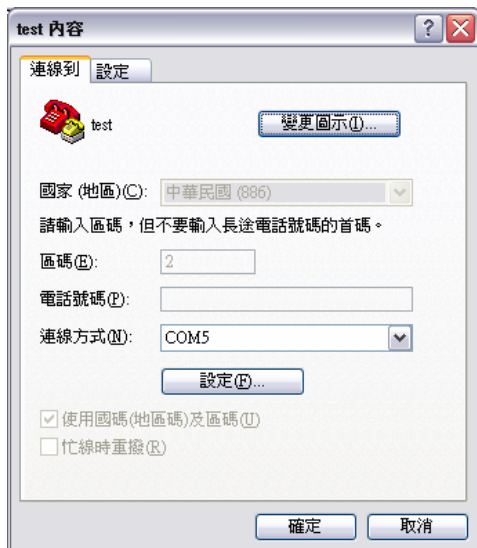 test 內容
連線到 設定
test 變更圖示(I)...
國家 (地區)(C): 中華民國 (886)
請輸入區碼，但不要輸入長途電話號碼的首碼。
區碼(E): 2
電話號碼(P):
連線方式(N): COM5
設定(F)...
使用國碼(地區碼)及區碼(U)
忙線時重撥(R)
確定 取消